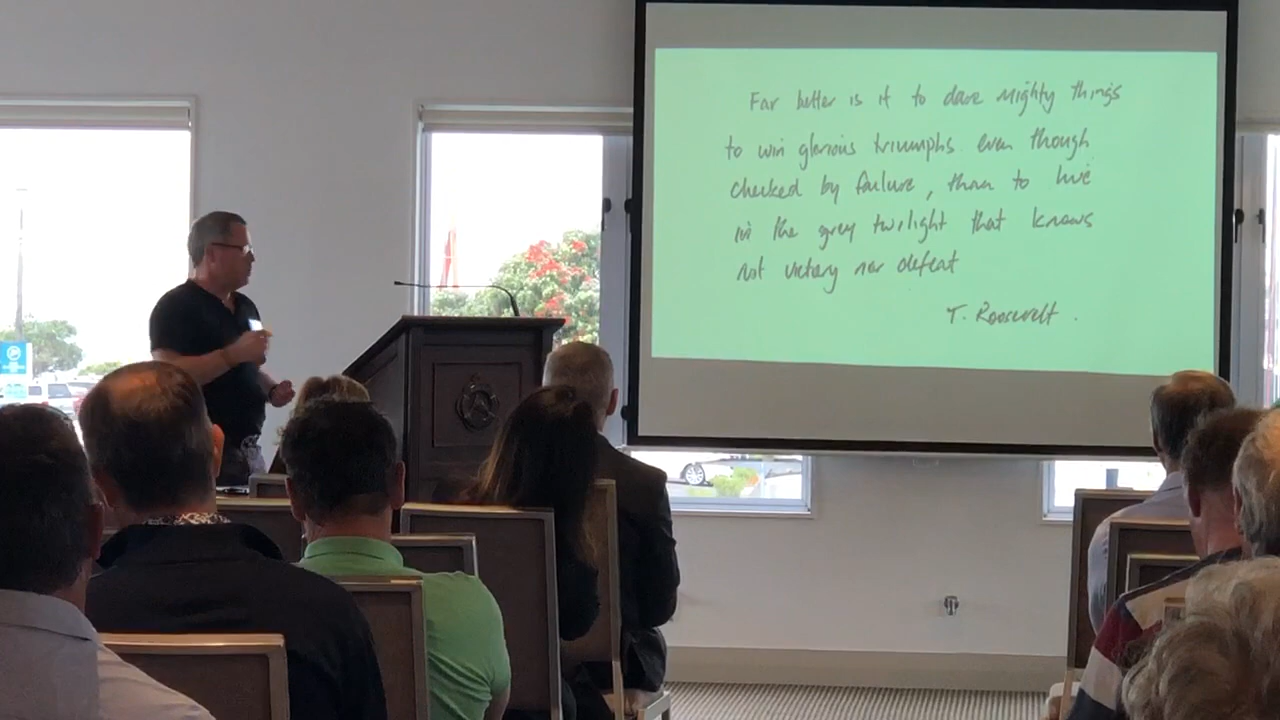 Far better is it to dare mighty things
to win glorious triumphs even though
checked by failure, than to live
in the grey twilight that knows
not victory nor defeat
T. Roosevelt.